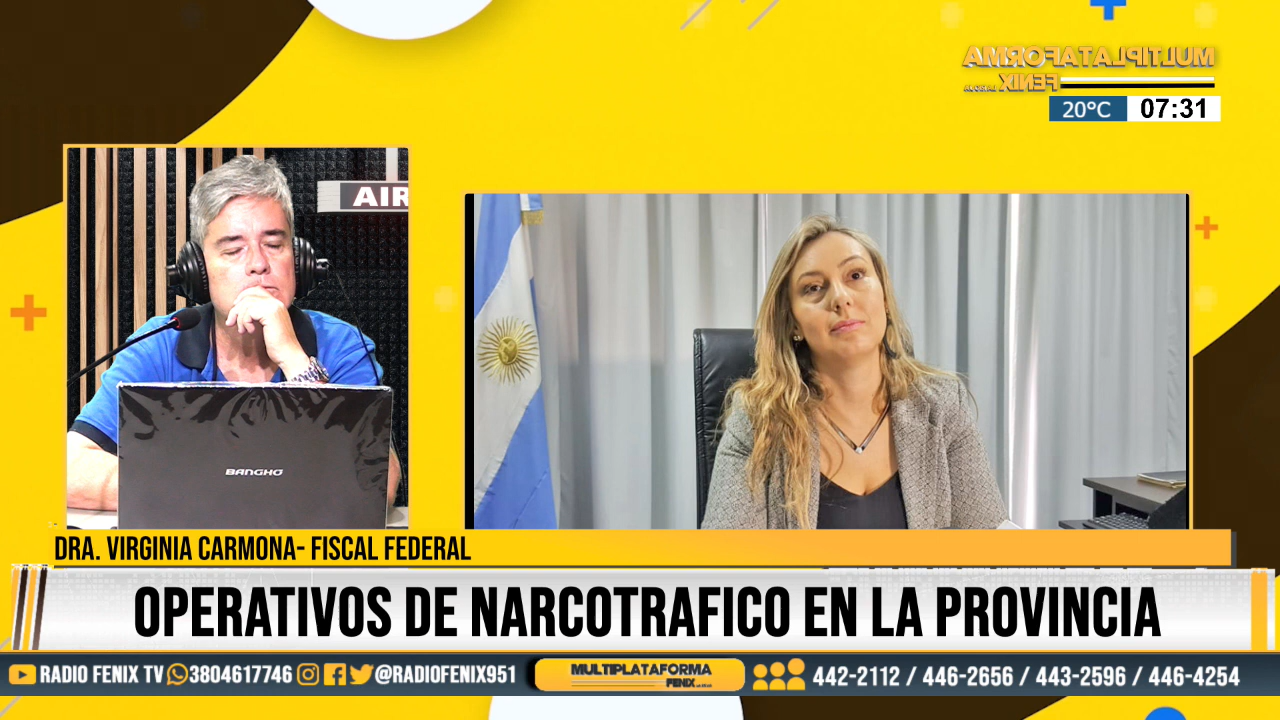 MULTIPLATAFORMA
FENIX
20°C 07:31
AIR
BANGHO
DRA. VIRGINIA CARMONA- FISCAL FEDERAL
OPERATIVOS DE NARCOTRAFICO EN LA PROVINCIA
RADIO FENIX TV 3804617746 @RADIOFENIX951
MULTIPLATAFORMA
FENIX
442-2112 / 446-2656 / 443-2596 / 446-4254